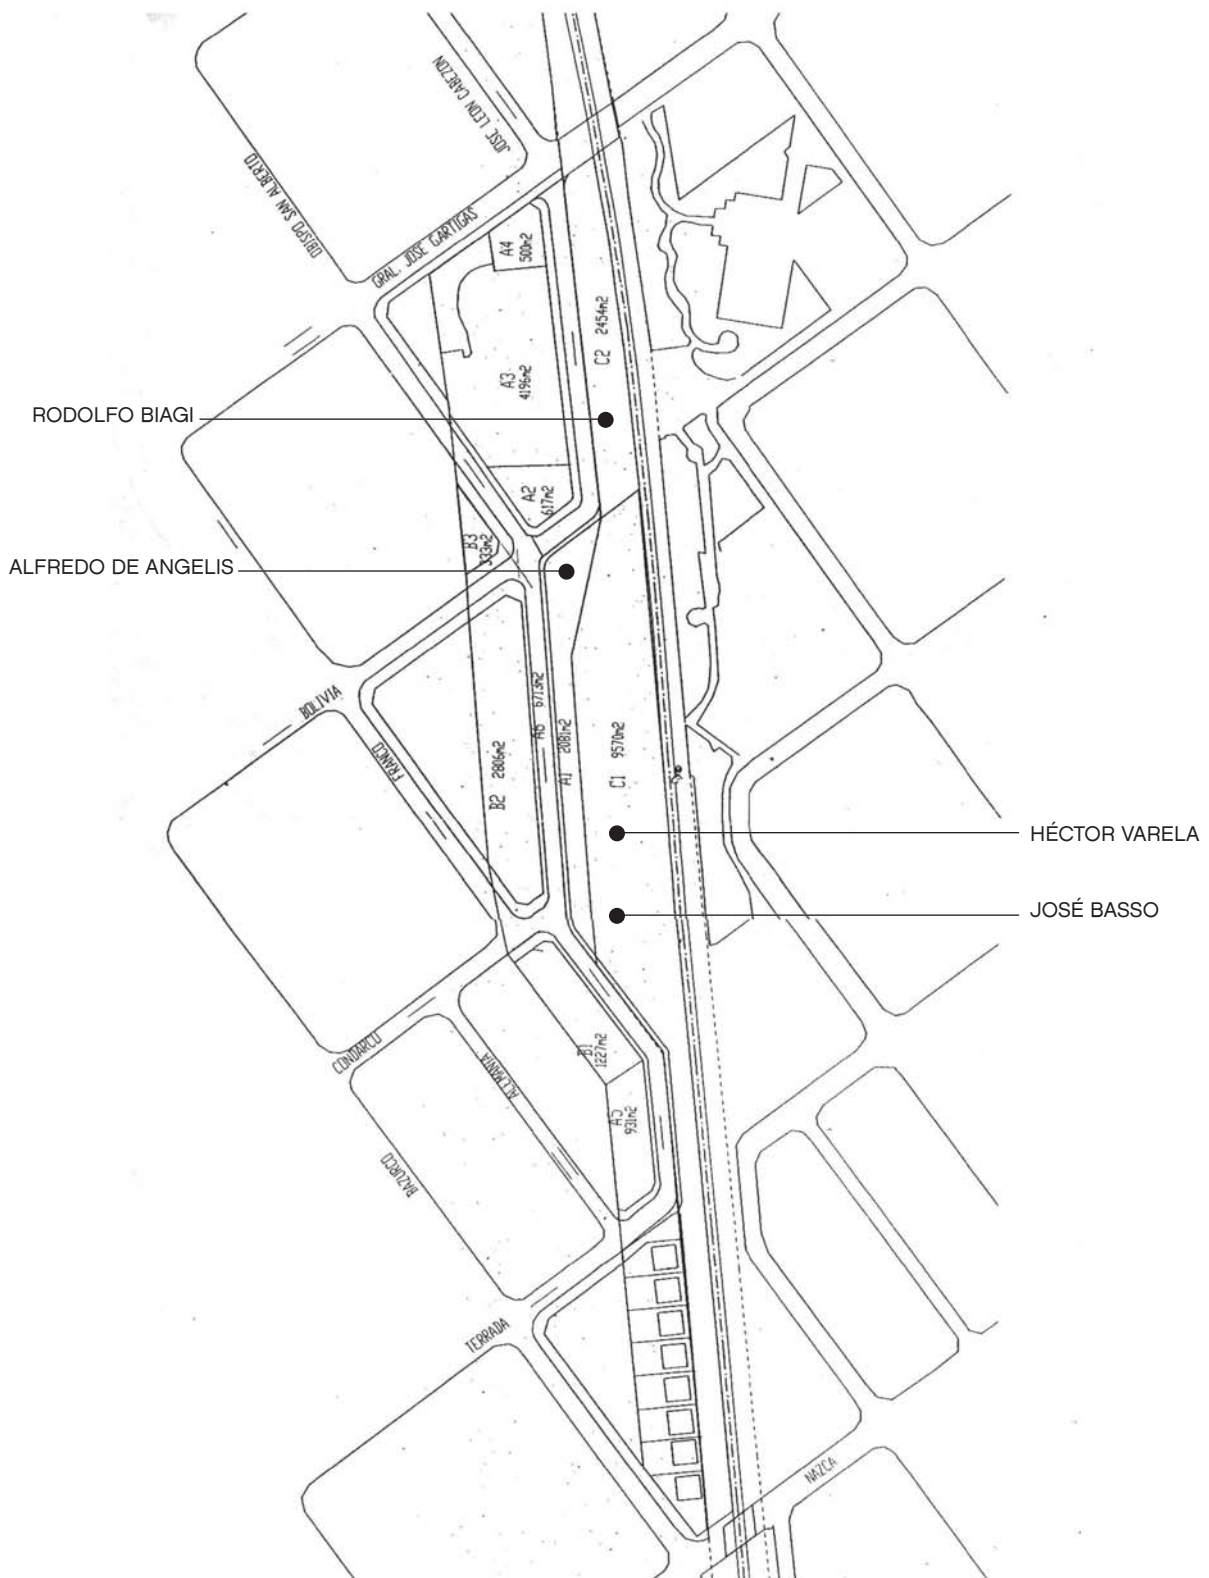 JOSE LEON CABEZON
OBISPO SAN ALBERTO
GRAL. JOSE GARTIGAS
A4
500m2
C2 2454m2
A3
4196m2
RODOLFO BIAGI
A2
617m2
B3
333m2
ALFREDO DE ANGELIS
BOLIVIA
FRANCO
B2 2806m2
A6 6713m2
A1 2081m2
C1 9570m2
HÉCTOR VARELA
JOSÉ BASSO
CONDARCO
ALEMANIA
B1
1227m2
A5
931m2
BAZURCO
TERRADA
NAZCA